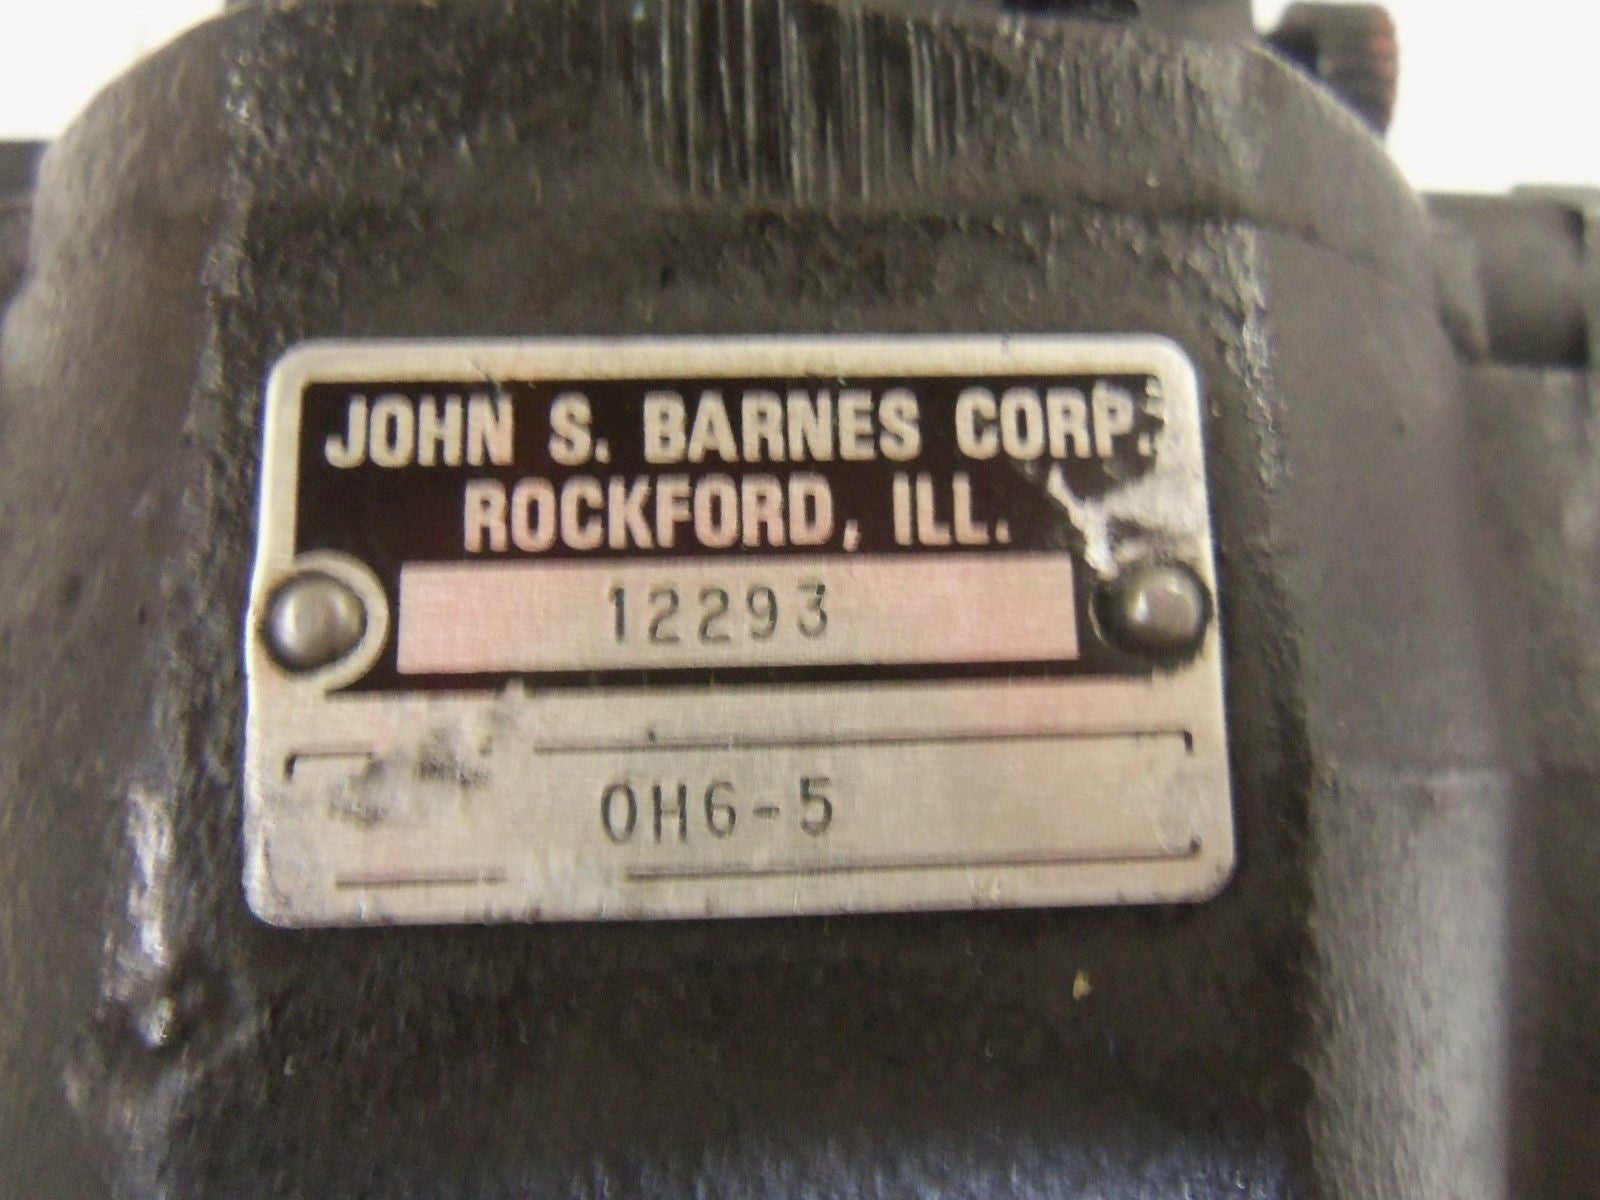 JOHN S. BARNES CORP.
ROCKFORD, ILL.
12293
OH6-5